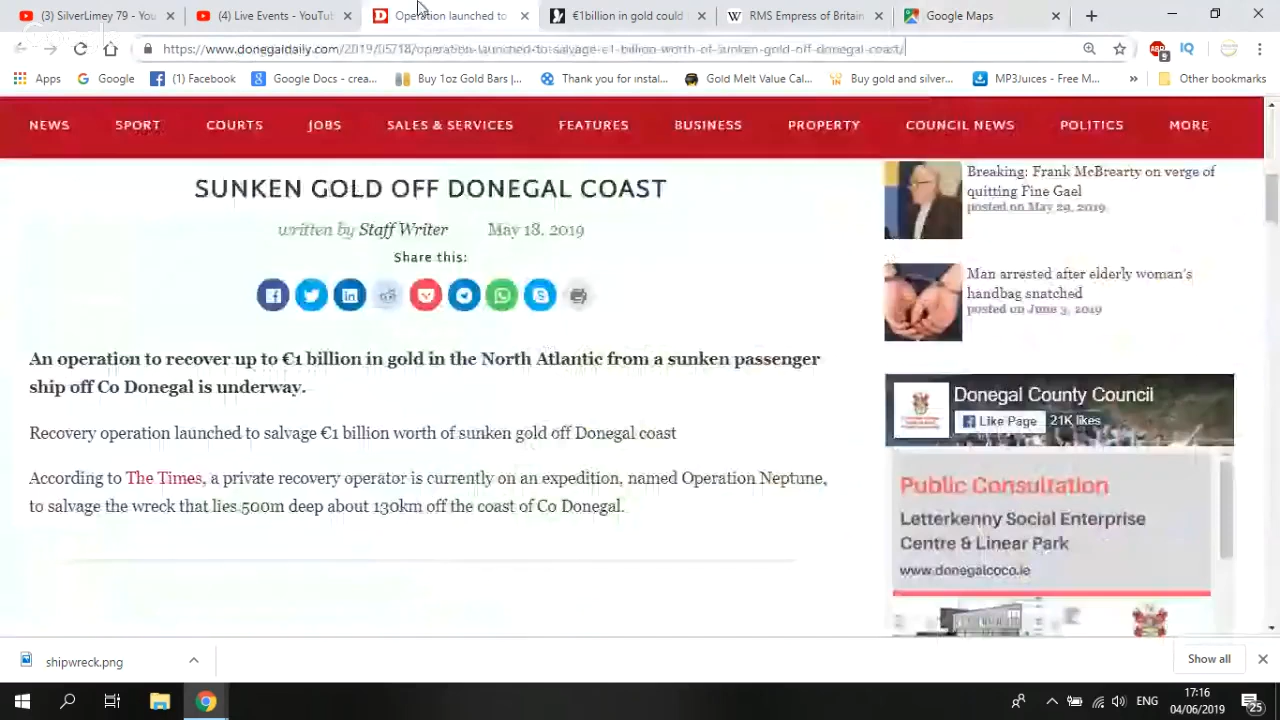 (3) SilverLimey 79 - You
(4) Live Events - YouTub
Operation launched to
€1billion in gold could
RMS Empress of Britain
Google Maps
https://www.donegaldaily.com/2019/05/18/operation-launched-to-salvage-e1-billion-worth-of-sunken-gold-off-donegal-coast/
ABP
9
IQ
Apps
Google
(1) Facebook
Google Docs - crea...
Buy 1oz Gold Bars |...
Thank you for instal...
Gold Melt Value Cal...
Buy gold and silver...
MP3Juices - Free M...
»
Other bookmarks
NEWS
SPORT
COURTS
JOBS
SALES & SERVICES
FEATURES
BUSINESS
PROPERTY
COUNCIL NEWS
POLITICS
MORE
SUNKEN GOLD OFF DONEGAL COAST
written by Staff Writer May 18, 2019
Share this:
An operation to recover up to €1 billion in gold in the North Atlantic from a sunken passenger
ship off Co Donegal is underway.
Recovery operation launched to salvage €1 billion worth of sunken gold off Donegal coast
According to The Times, a private recovery operator is currently on an expedition, named Operation Neptune,
to salvage the wreck that lies 500m deep about 130km off the coast of Co Donegal.
Breaking: Frank McBrearty on verge of
quitting Fine Gael
posted on May 29, 2019
Man arrested after elderly woman's
handbag snatched
posted on June 3, 2019
Donegal County Council
Like Page
21K likes
Public Consultation
Letterkenny Social Enterprise
Centre & Linear Park
www.donegalcoco.ie
shipwreck.png
Show all
ENG
17:16
04/06/2019
25